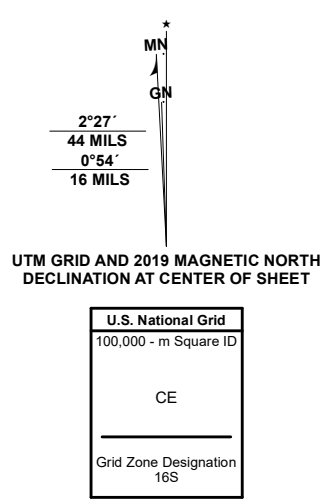 MN
GN
2°27´
44 MILS
0°54´
16 MILS
UTM GRID AND 2019 MAGNETIC NORTH
DECLINATION AT CENTER OF SHEET
U.S. National Grid
100,000 - m Square ID
CE
Grid Zone Designation
16S